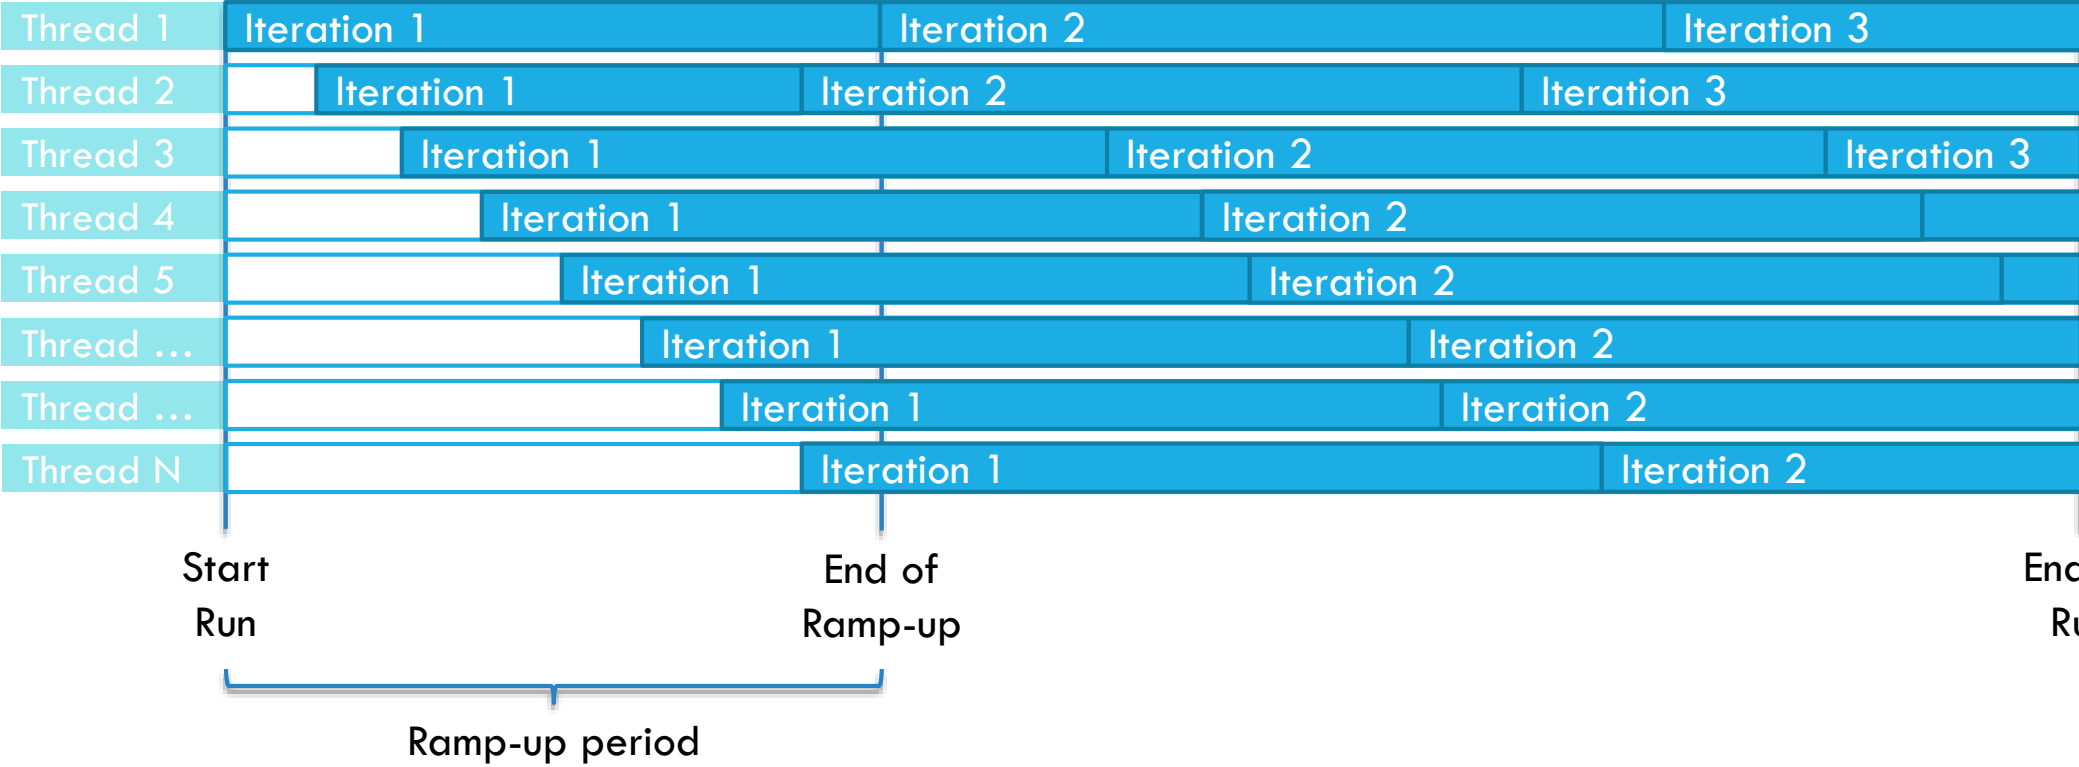 Thread 1 Iteration 1 Iteration 2 Iteration 3
Thread 2 Iteration 1 Iteration 2 Iteration 3
Thread 3 Iteration 1 Iteration 2 Iteration 3
Thread 4 Iteration 1 Iteration 2
Thread 5 Iteration 1 Iteration 2
Thread ... Iteration 1 Iteration 2
Thread ... Iteration 1 Iteration 2
Thread N Iteration 1 Iteration 2
Start
Run
End of
Ramp-up
Ramp-up period